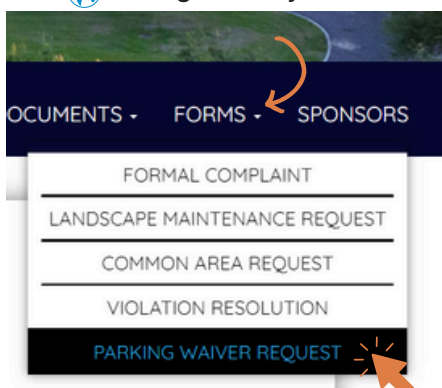 OCUMENTS FORMS SPONSORS
FORMAL COMPLAINT
LANDSCAPE MAINTENANCE REQUEST
COMMON AREA REQUEST
VIOLATION RESOLUTION
PARKING WAIVER REQUEST